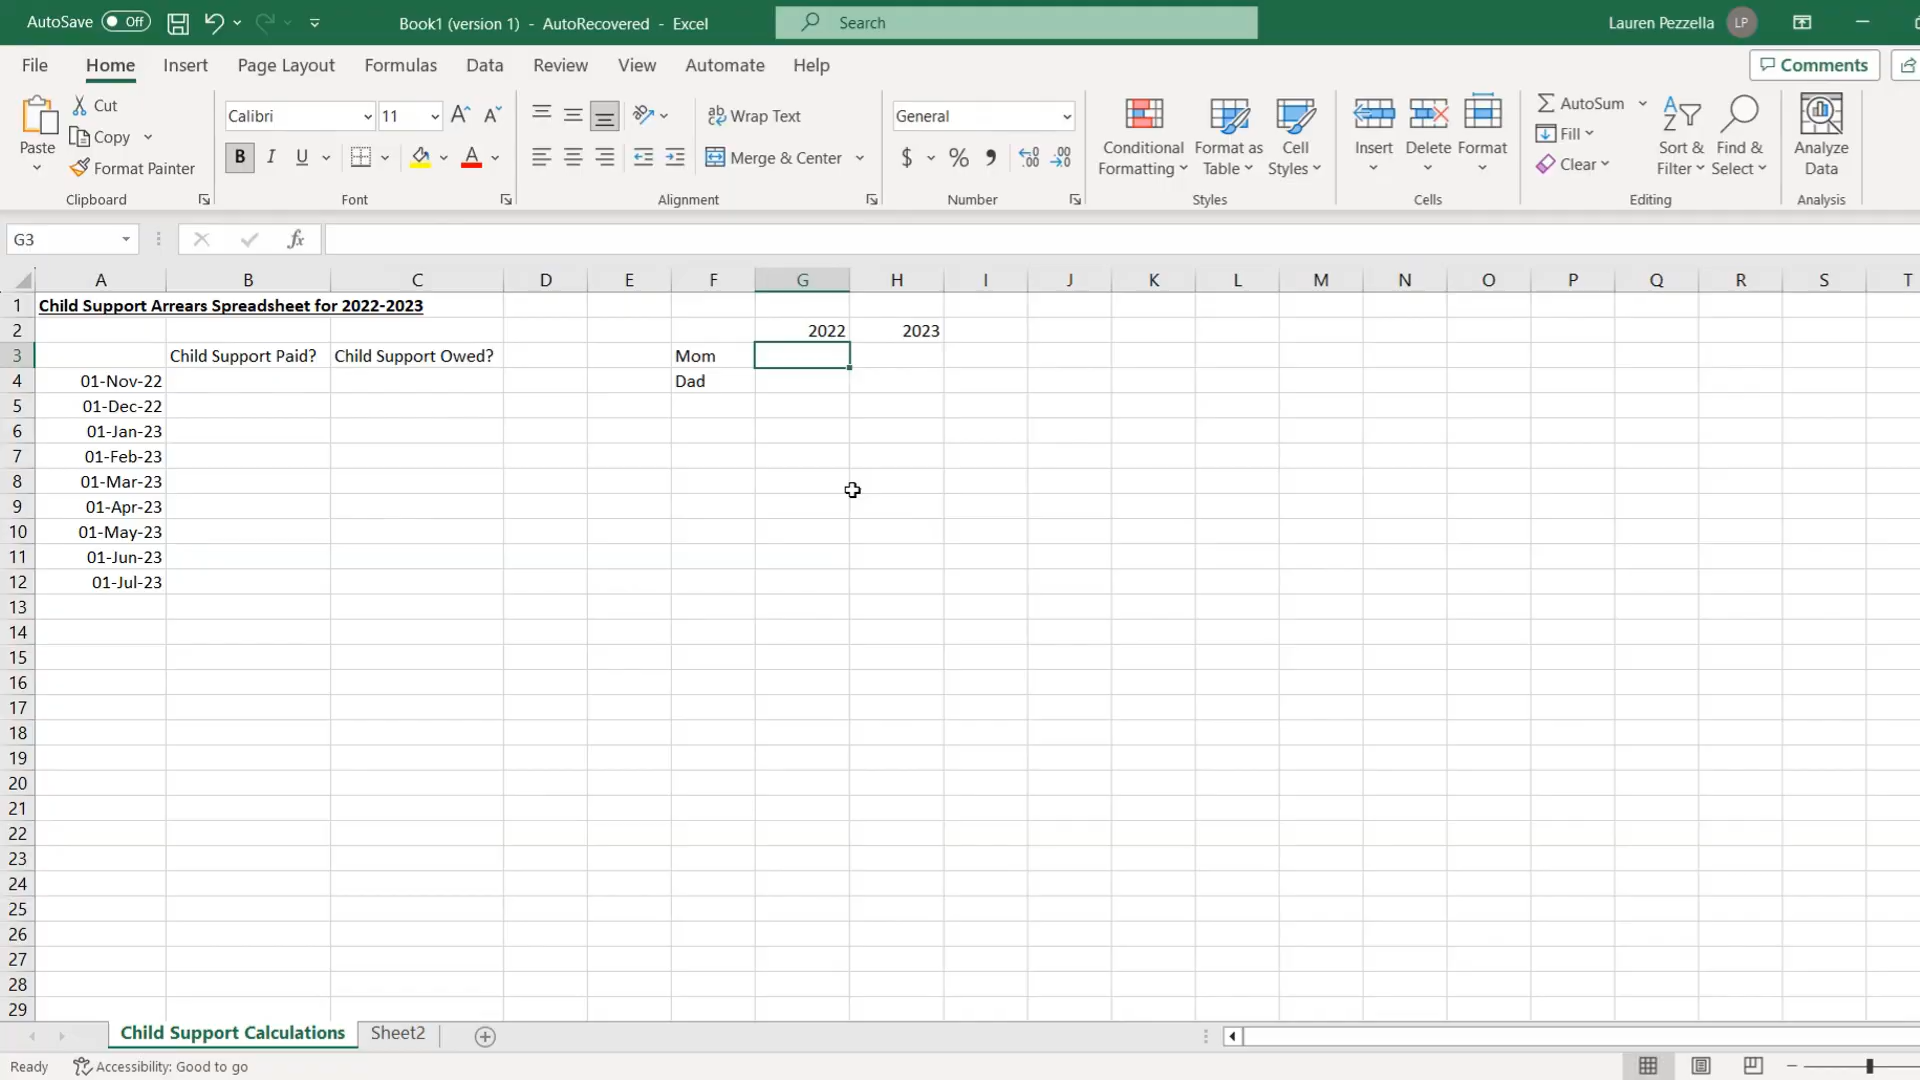 AutoSave Off Book1 (version 1) - AutoRecovered - Excel Search Lauren Pezzella LP
File Home Insert Page Layout Formulas Data Review View Automate Help Comments
Paste Cut Copy Format Painter Clipboard
Calibri 11 A^ A B I U A Font
Wrap Text Merge & Center Alignment
General $ % , Number
Conditional Formatting Format as Table Cell Styles Styles
Insert Delete Format Cells
AutoSum Fill Clear Sort & Filter Find & Select Editing
Analyze Data Analysis
G3 fx
A B C D E F G H I J K L M N O P Q R S T
1 Child Support Arrears Spreadsheet for 2022-2023
2 2022 2023
3 Child Support Paid? Child Support Owed? Mom
4 01-Nov-22 Dad
5 01-Dec-22
6 01-Jan-23
7 01-Feb-23
8 01-Mar-23
9 01-Apr-23
10 01-May-23
11 01-Jun-23
12 01-Jul-23
13
14
15
16
17
18
19
20
21
22
23
24
25
26
27
28
29
Child Support Calculations Sheet2
Ready Accessibility: Good to go